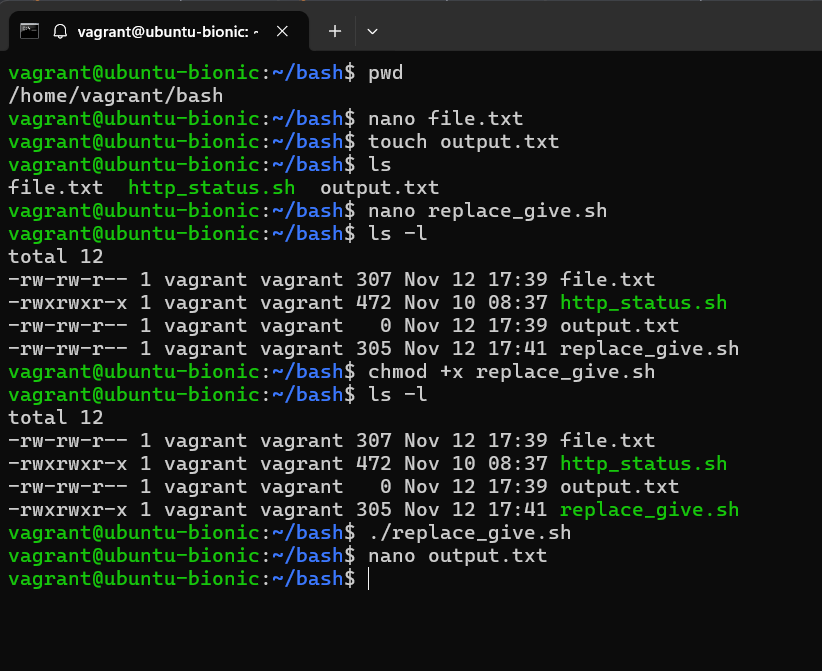 vagrant@ubuntu-bionic: ~
vagrant@ubuntu-bionic:~/bash$ pwd
/home/vagrant/bash
vagrant@ubuntu-bionic:~/bash$ nano file.txt
vagrant@ubuntu-bionic:~/bash$ touch output.txt
vagrant@ubuntu-bionic:~/bash$ ls
file.txt  http_status.sh  output.txt
vagrant@ubuntu-bionic:~/bash$ nano replace_give.sh
vagrant@ubuntu-bionic:~/bash$ ls -l
total 12
-rw-rw-r-- 1 vagrant vagrant 307 Nov 12 17:39 file.txt
-rwxrwxr-x 1 vagrant vagrant 472 Nov 10 08:37 http_status.sh
-rw-rw-r-- 1 vagrant vagrant   0 Nov 12 17:39 output.txt
-rw-rw-r-- 1 vagrant vagrant 305 Nov 12 17:41 replace_give.sh
vagrant@ubuntu-bionic:~/bash$ chmod +x replace_give.sh
vagrant@ubuntu-bionic:~/bash$ ls -l
total 12
-rw-rw-r-- 1 vagrant vagrant 307 Nov 12 17:39 file.txt
-rwxrwxr-x 1 vagrant vagrant 472 Nov 10 08:37 http_status.sh
-rw-rw-r-- 1 vagrant vagrant   0 Nov 12 17:39 output.txt
-rwxrwxr-x 1 vagrant vagrant 305 Nov 12 17:41 replace_give.sh
vagrant@ubuntu-bionic:~/bash$ ./replace_give.sh
vagrant@ubuntu-bionic:~/bash$ nano output.txt
vagrant@ubuntu-bionic:~/bash$